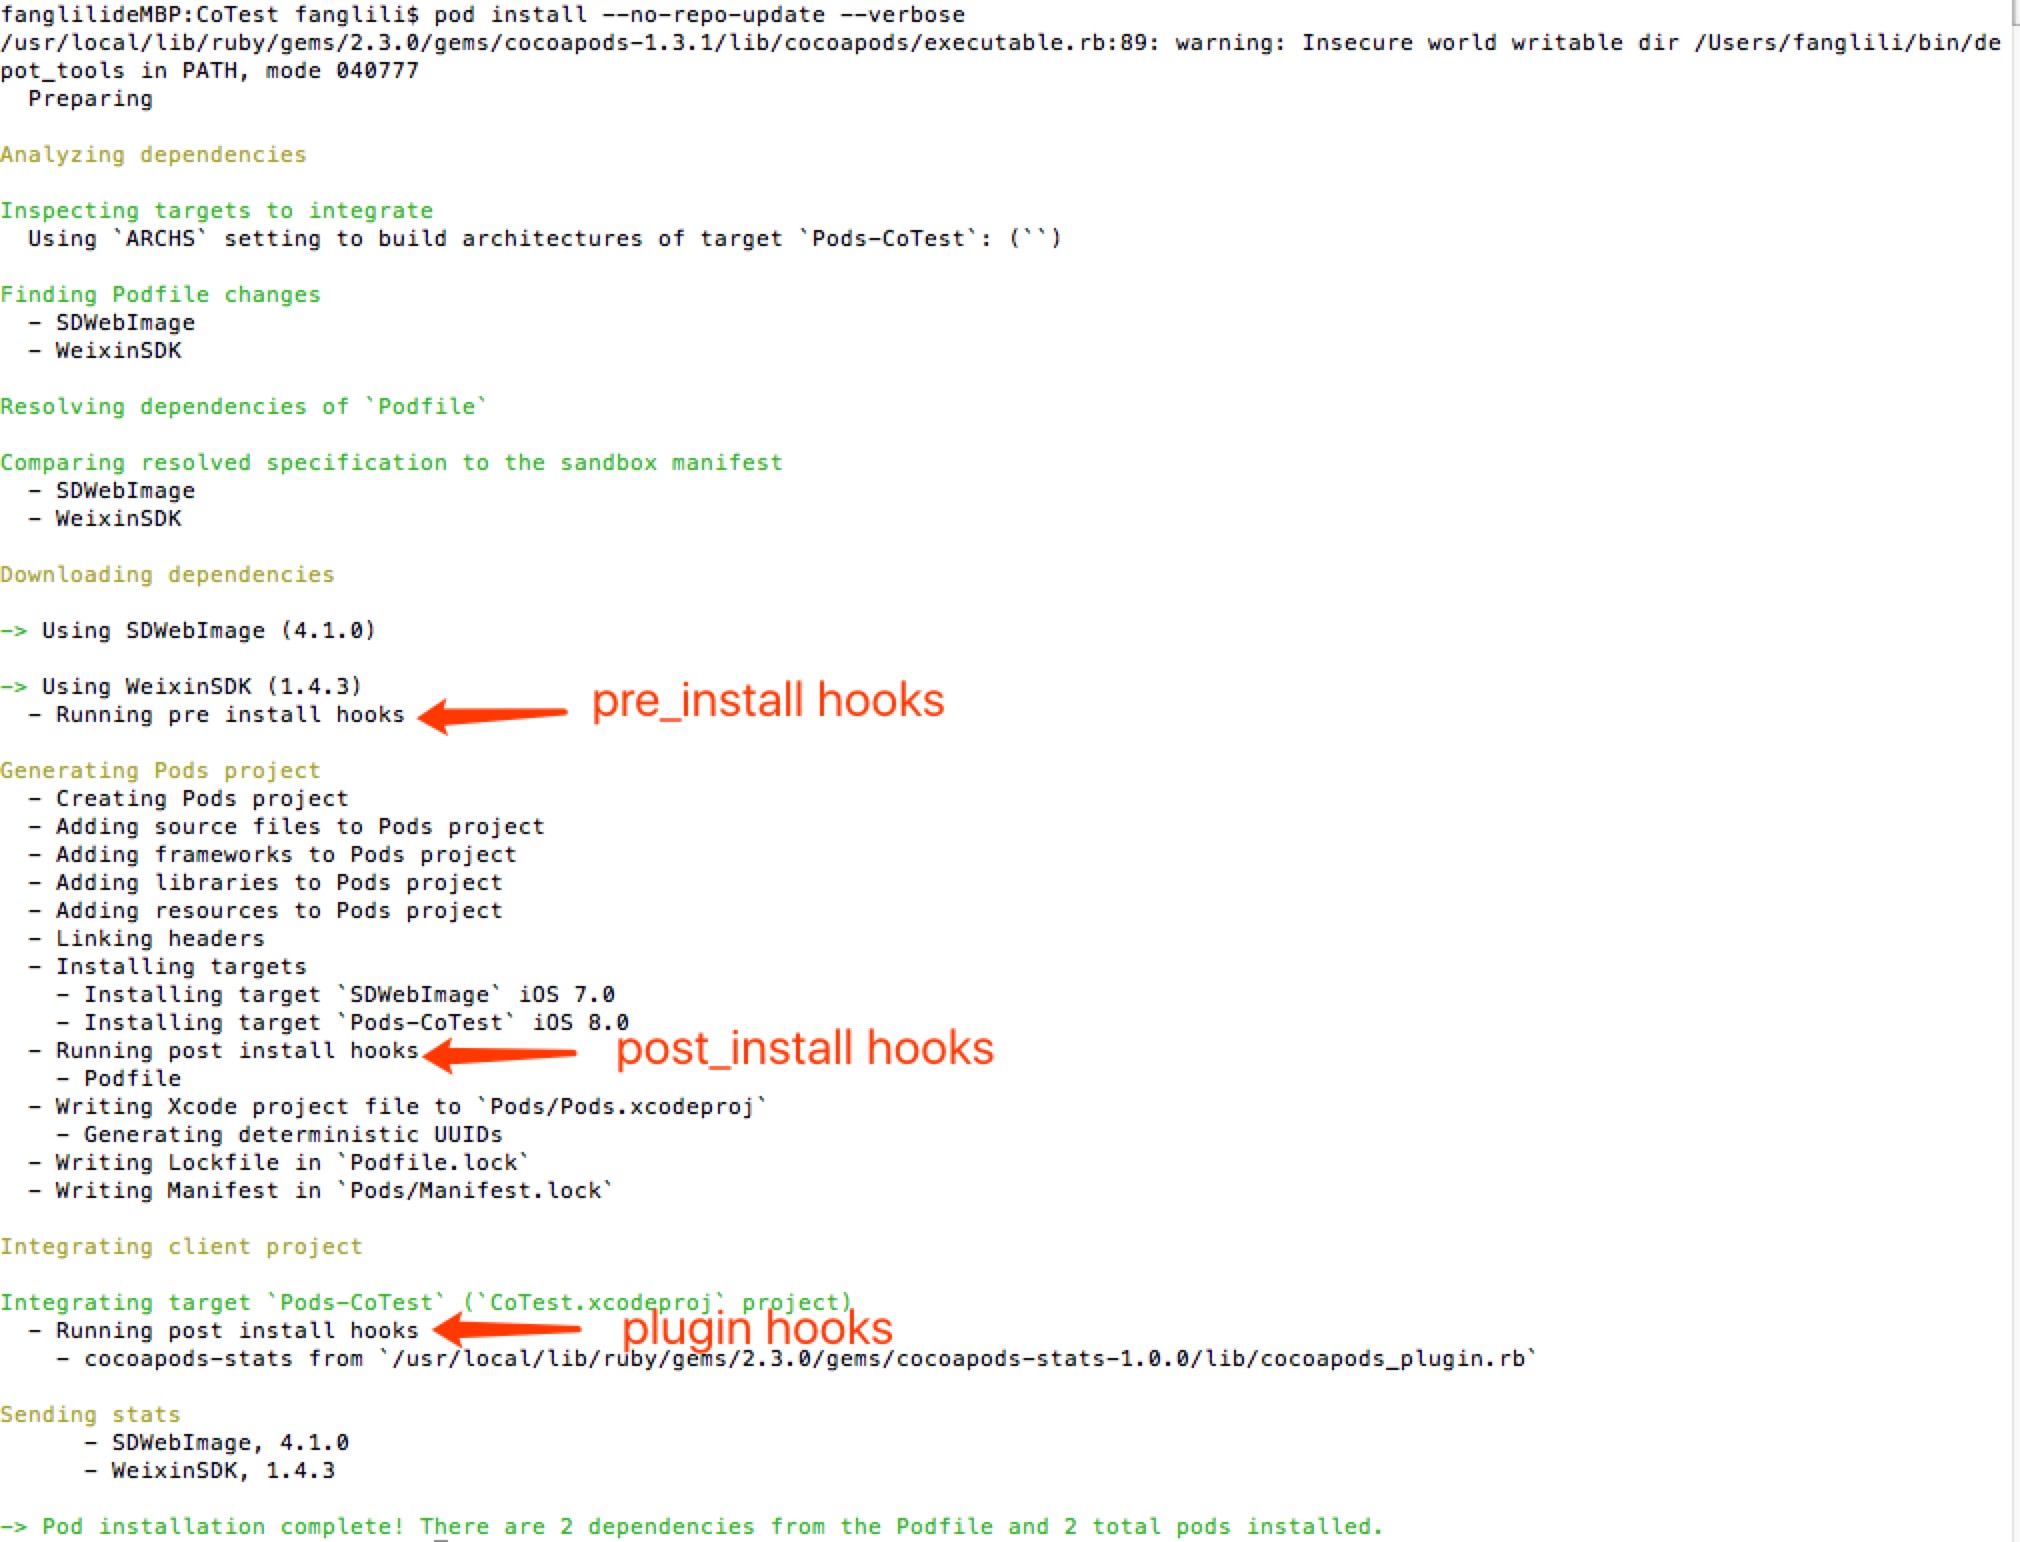 fanglilideMBP:CoTest fanglili$ pod install --no-repo-update --verbose
/usr/local/lib/ruby/gems/2.3.0/gems/cocoapods-1.3.1/lib/cocoapods/executable.rb:89: warning: Insecure world writable dir /Users/fanglili/bin/de
pot_tools in PATH, mode 040777
  Preparing
Analyzing dependencies
Inspecting targets to integrate
  Using `ARCHS` setting to build architectures of target `Pods-CoTest`: (``)
Finding Podfile changes
  - SDWebImage
  - WeixinSDK
Resolving dependencies of `Podfile`
Comparing resolved specification to the sandbox manifest
  - SDWebImage
  - WeixinSDK
Downloading dependencies
-> Using SDWebImage (4.1.0)
-> Using WeixinSDK (1.4.3)
  - Running pre install hooks
pre_install hooks
Generating Pods project
  - Creating Pods project
  - Adding source files to Pods project
  - Adding frameworks to Pods project
  - Adding libraries to Pods project
  - Adding resources to Pods project
  - Linking headers
  - Installing targets
    - Installing target `SDWebImage` iOS 7.0
    - Installing target `Pods-CoTest` iOS 8.0
  - Running post install hooks
post_install hooks
    - Podfile
  - Writing Xcode project file to `Pods/Pods.xcodeproj`
    - Generating deterministic UUIDs
  - Writing Lockfile in `Podfile.lock`
  - Writing Manifest in `Pods/Manifest.lock`
Integrating client project
Integrating target `Pods-CoTest` (`CoTest.xcodeproj` project)
  - Running post install hooks
plugin hooks
    - cocoapods-stats from `/usr/local/lib/ruby/gems/2.3.0/gems/cocoapods-stats-1.0.0/lib/cocoapods_plugin.rb`
Sending stats
      - SDWebImage, 4.1.0
      - WeixinSDK, 1.4.3
-> Pod installation complete! There are 2 dependencies from the Podfile and 2 total pods installed.